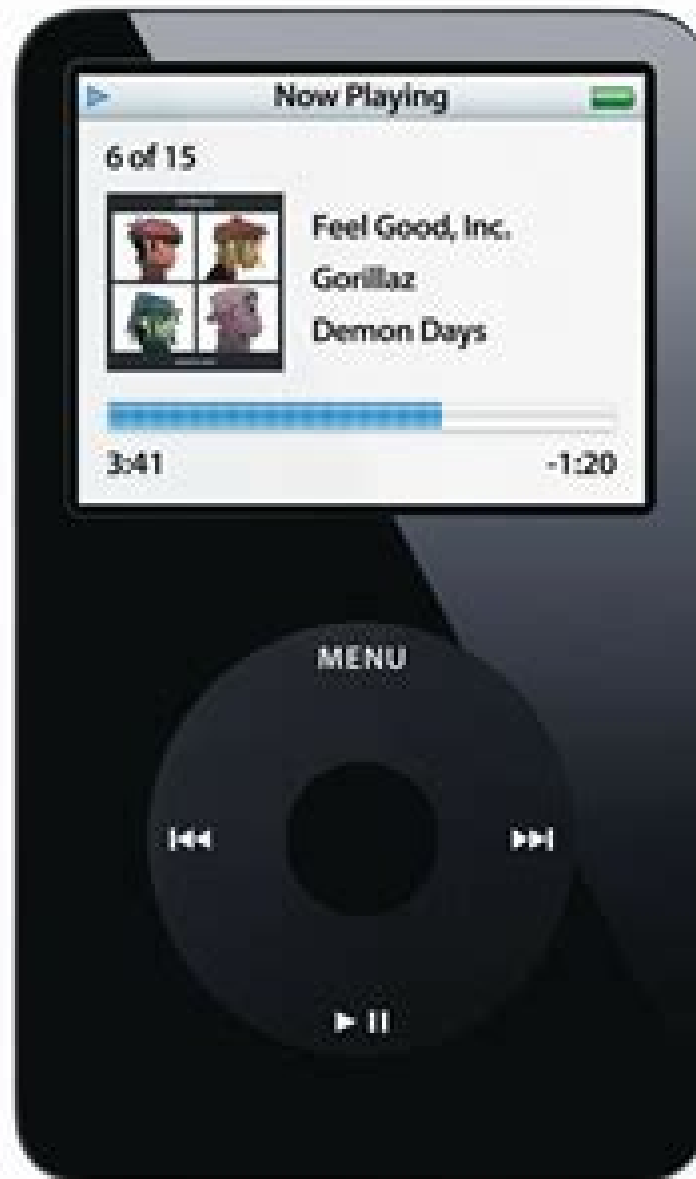 Now Playing
6 of 15
Feel Good, Inc.
Gorillaz
Demon Days
3:41 -1:20
MENU